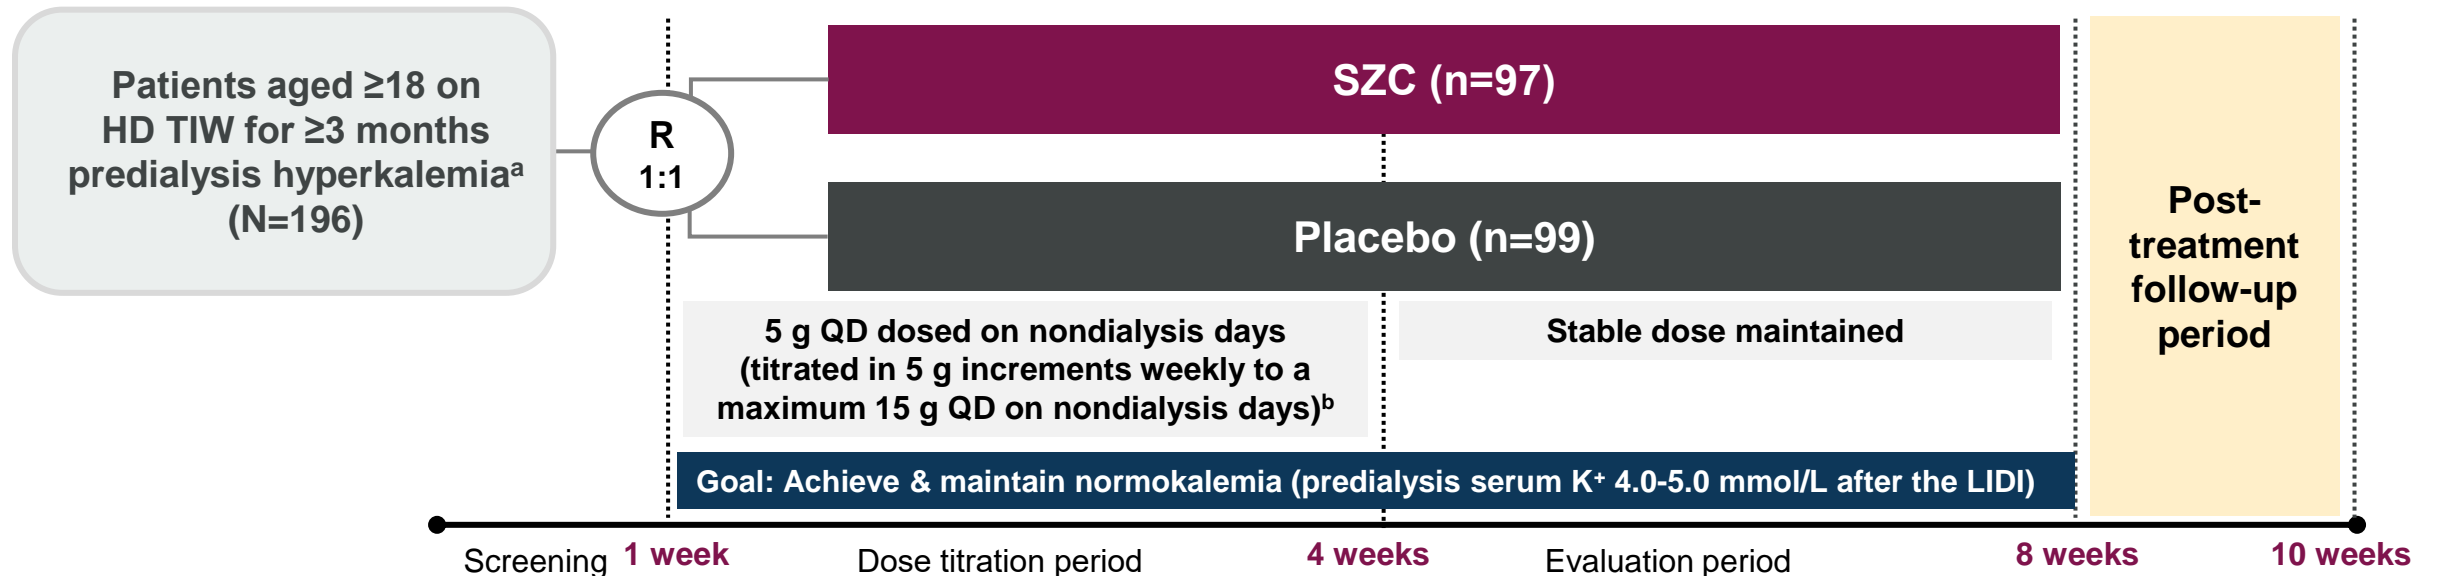 Patients aged ≥18 on
HD TIW for ≥3 months
predialysis hyperkalemiaᵃ
(N=196)
R
1:1
SZC (n=97)
Placebo (n=99)
5 g QD dosed on nondialysis days
(titrated in 5 g increments weekly to a
maximum 15 g QD on nondialysis days)ᵇ
Stable dose maintained
Post-
treatment
follow-up
period
Goal: Achieve & maintain normokalemia (predialysis serum K⁺ 4.0-5.0 mmol/L after the LIDI)
Screening
1 week
Dose titration period
4 weeks
Evaluation period
8 weeks
10 weeks